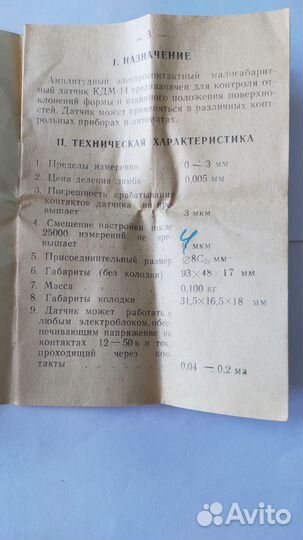 — 3 —
I. НАЗНАЧЕНИЕ
Амплитудный электроконтактный малогабарит-
ный датчик КДМ-14 предназначен для контроля от-
клонений формы и взаимного положения поверхно-
стей. Датчик может применяться в различных конт-
рольных приборах и автоматах.
II. ТЕХНИЧЕСКАЯ ХАРАКТЕРИСТИКА
1. Пределы измерения 0 — 3 мм
2. Цена деления лимба 0,005 мм
3. Погрешность срабатывания
контактов датчика не пре-
вышает 3 мкм
4. Смещение настройки после
25000 измерений не пре-
вышает 4 мкм
5. Присоединительный размер ∅8С₂, мм
6. Габариты (без колодки) 93×48×17 мм
7. Масса 0,100 кг
8. Габариты колодки 31,5×16,5×18 мм
9. Датчик может работать с
любым электроблоком, обес-
печивающим напряжение на
контактах 12—50 в и ток,
проходящий через кон-
такты 0,04 — 0,2 ма
Avito